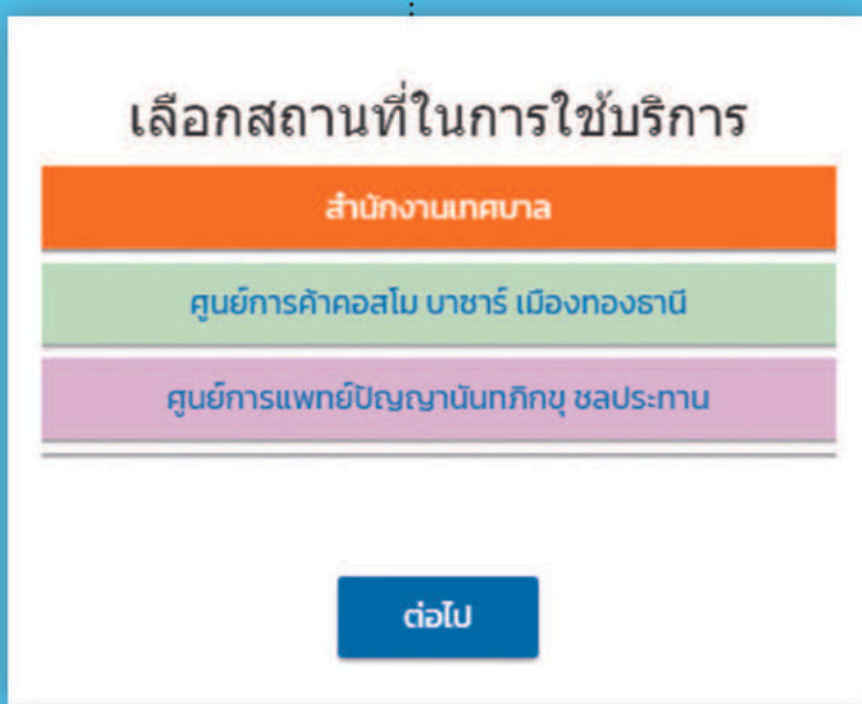 เลือกสถานที่ในการใช้บริการ
สำนักงานเทศบาล
ศูนย์การค้าคอสโม บาซาร์ เมืองทองธานี
ศูนย์การแพทย์ปัญญานันทภิกขุ ชลประทาน
ต่อไป